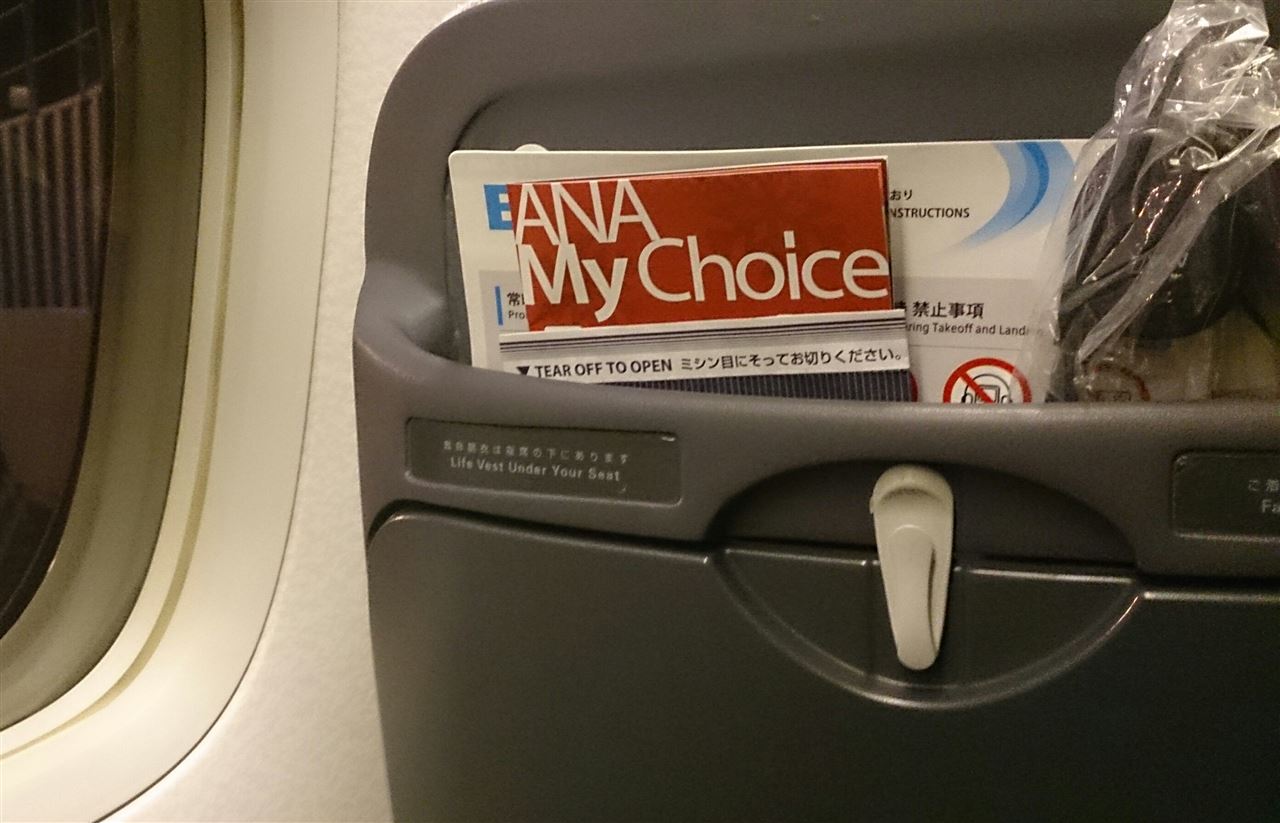 ANA
My Choice
▼ TEAR OFF TO OPEN ミシン目にそってお切りください。
おり
INSTRUCTIONS
禁止事項
Takeoff and
救命胴衣は座席の下にあります
Life Vest Under Your Seat